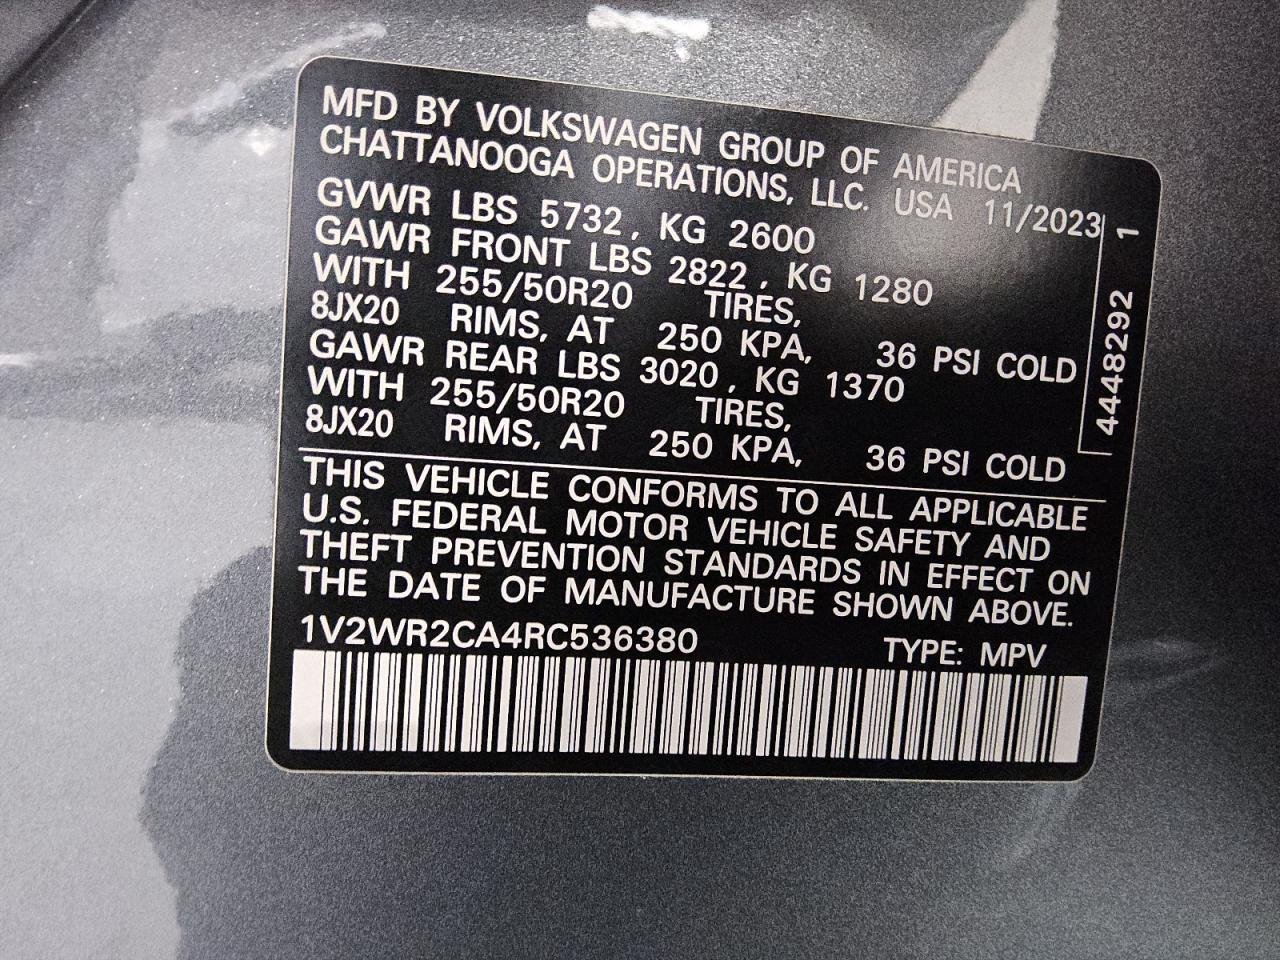 MFD BY VOLKSWAGEN GROUP OF AMERICA
CHATTANOOGA OPERATIONS, LLC. USA 11/2023
GVWR LBS 5732, KG 2600
GAWR FRONT LBS 2822, KG 1280
WITH 255/50R20 TIRES,
8JX20 RIMS, AT 250 KPA, 36 PSI COLD
GAWR REAR LBS 3020, KG 1370
WITH 255/50R20 TIRES,
8JX20 RIMS, AT 250 KPA, 36 PSI COLD
4448292 1
THIS VEHICLE CONFORMS TO ALL APPLICABLE
U.S. FEDERAL MOTOR VEHICLE SAFETY AND
THEFT PREVENTION STANDARDS IN EFFECT ON
THE DATE OF MANUFACTURE SHOWN ABOVE.
1V2WR2CA4RC536380 TYPE: MPV